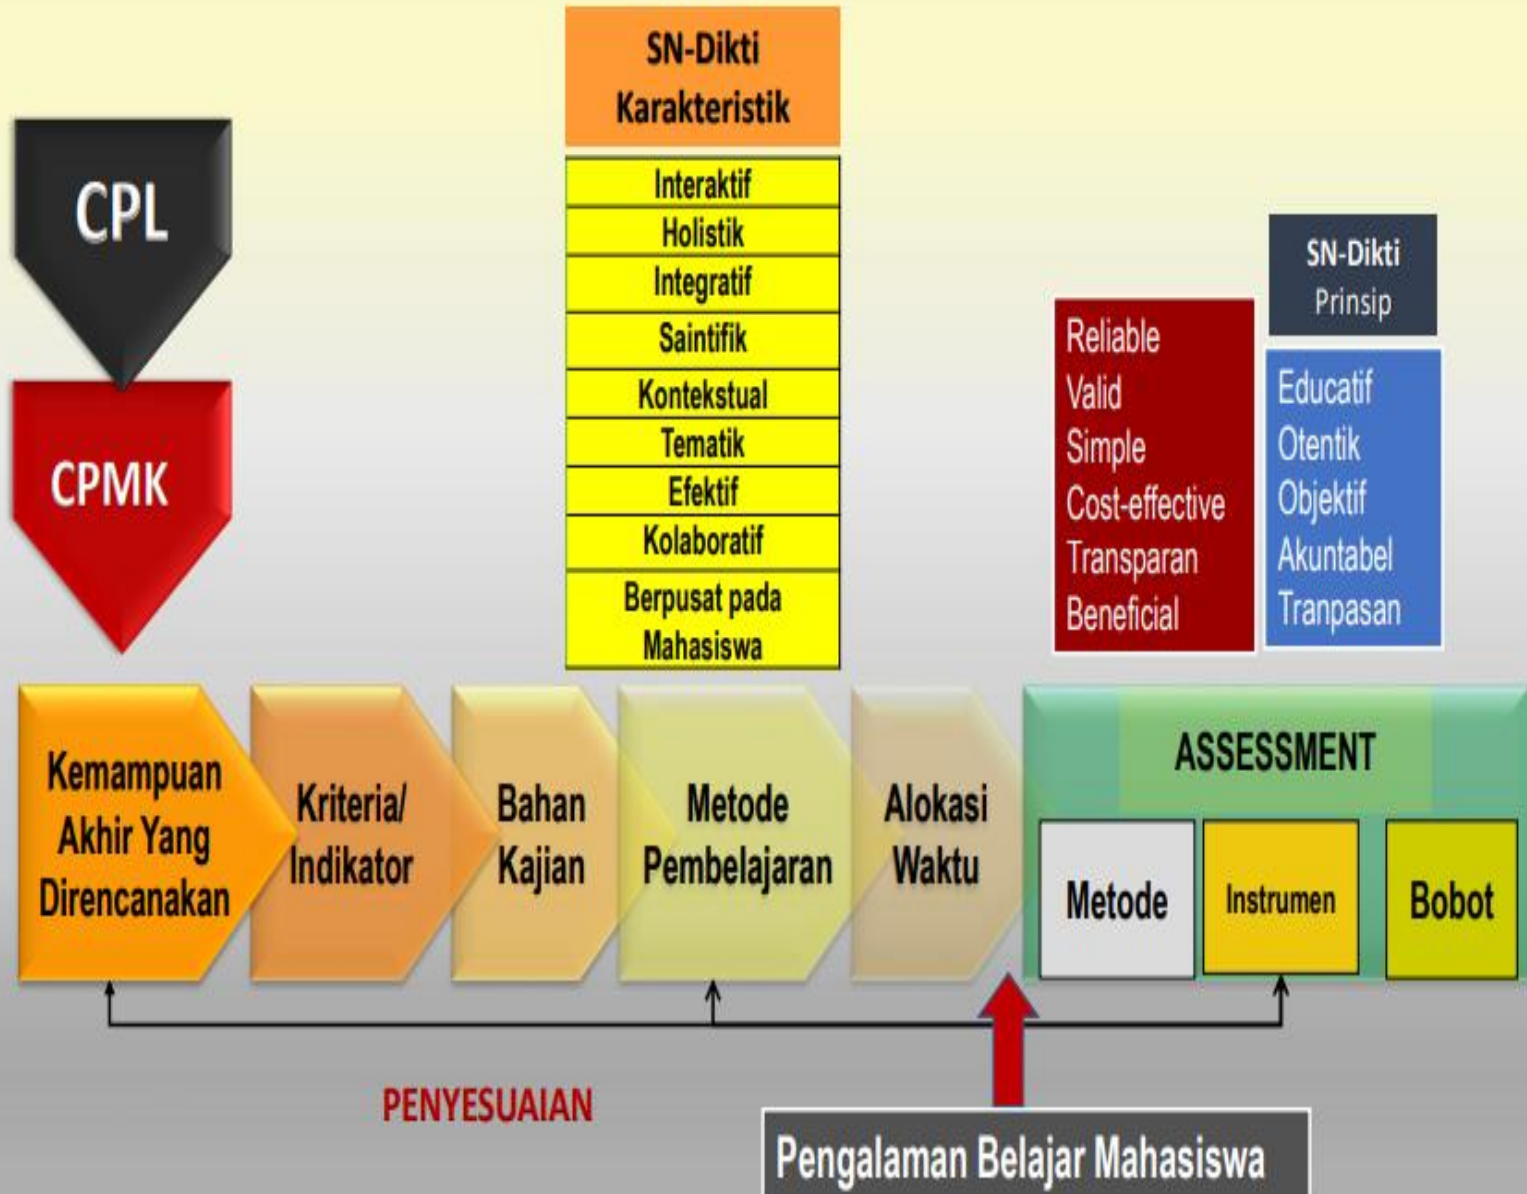 SN-Dikti
Karakteristik
Interaktif
Holistik
Integratif
Saintifik
Kontekstual
Tematik
Efektif
Kolaboratif
Berpusat pada
Mahasiswa
CPL
CPMK
Reliable
Valid
Simple
Cost-effective
Transparan
Beneficial
SN-Dikti
Prinsip
Educatif
Otentik
Objektif
Akuntabel
Tranpasan
Kemampuan
Akhir Yang
Direncanakan
Kriteria/
Indikator
Bahan
Kajian
Metode
Pembelajaran
Alokasi
Waktu
ASSESSMENT
Metode
Instrumen
Bobot
PENYESUAIAN
Pengalaman Belajar Mahasiswa